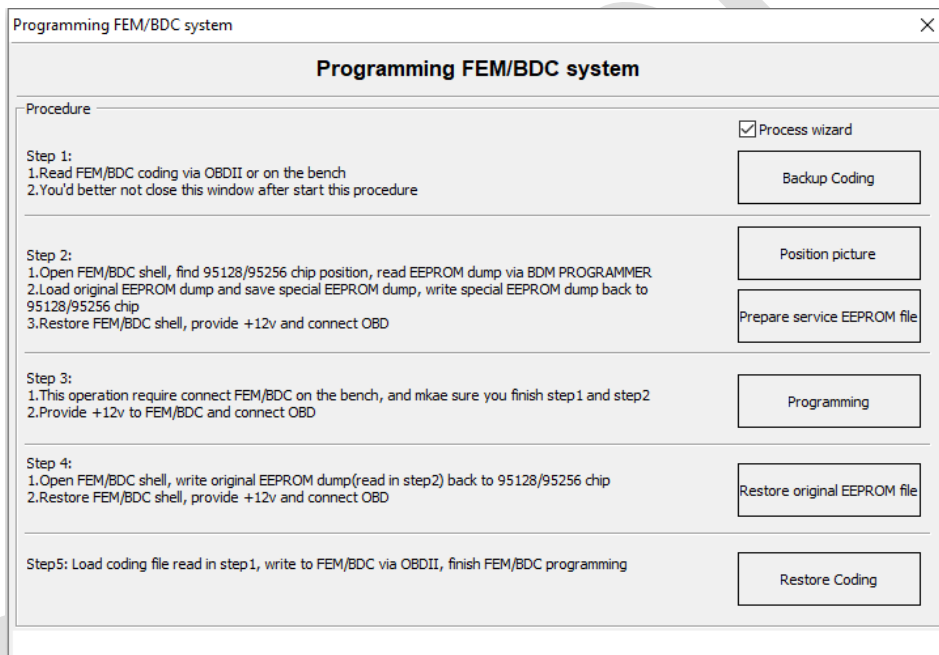 Programming FEM/BDC system
Programming FEM/BDC system
Procedure
Process wizard
Step 1:
1.Read FEM/BDC coding via OBDII or on the bench
2.You'd better not close this window after start this procedure
Backup Coding
Step 2:
1.Open FEM/BDC shell, find 95128/95256 chip position, read EEPROM dump via BDM PROGRAMMER
2.Load original EEPROM dump and save special EEPROM dump, write special EEPROM dump back to
95128/95256 chip
3.Restore FEM/BDC shell, provide +12v and connect OBD
Position picture
Prepare service EEPROM file
Step 3:
1.This operation require connect FEM/BDC on the bench, and mkae sure you finish step1 and step2
2.Provide +12v to FEM/BDC and connect OBD
Programming
Step 4:
1.Open FEM/BDC shell, write original EEPROM dump(read in step2) back to 95128/95256 chip
2.Restore FEM/BDC shell, provide +12v and connect OBD
Restore original EEPROM file
Step5: Load coding file read in step1, write to FEM/BDC via OBDII, finish FEM/BDC programming
Restore Coding